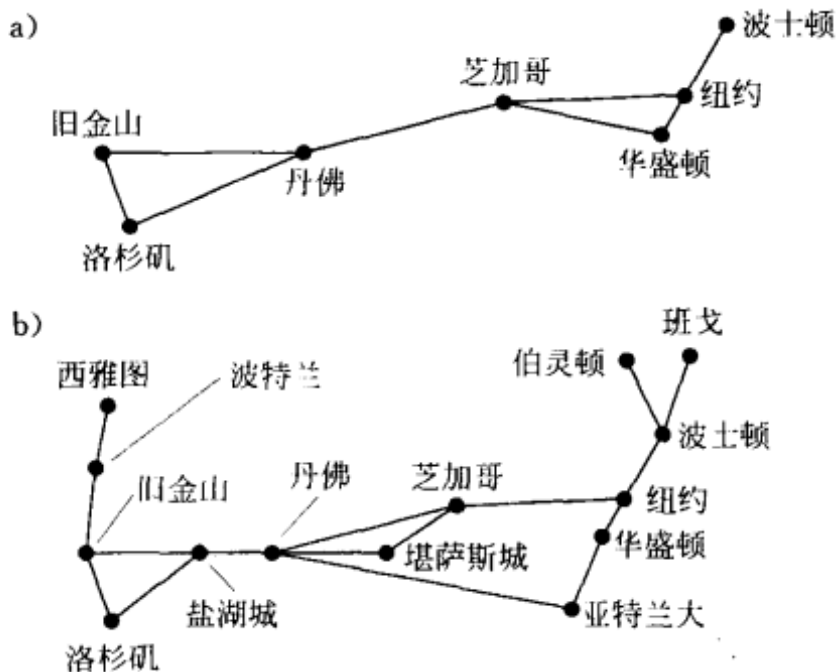 a)
波士顿
芝加哥
纽约
旧金山
华盛顿
丹佛
洛杉矶
b)
班戈
伯灵顿
西雅图
波特兰
波士顿
丹佛
芝加哥
旧金山
纽约
华盛顿
堪萨斯城
盐湖城
亚特兰大
洛杉矶